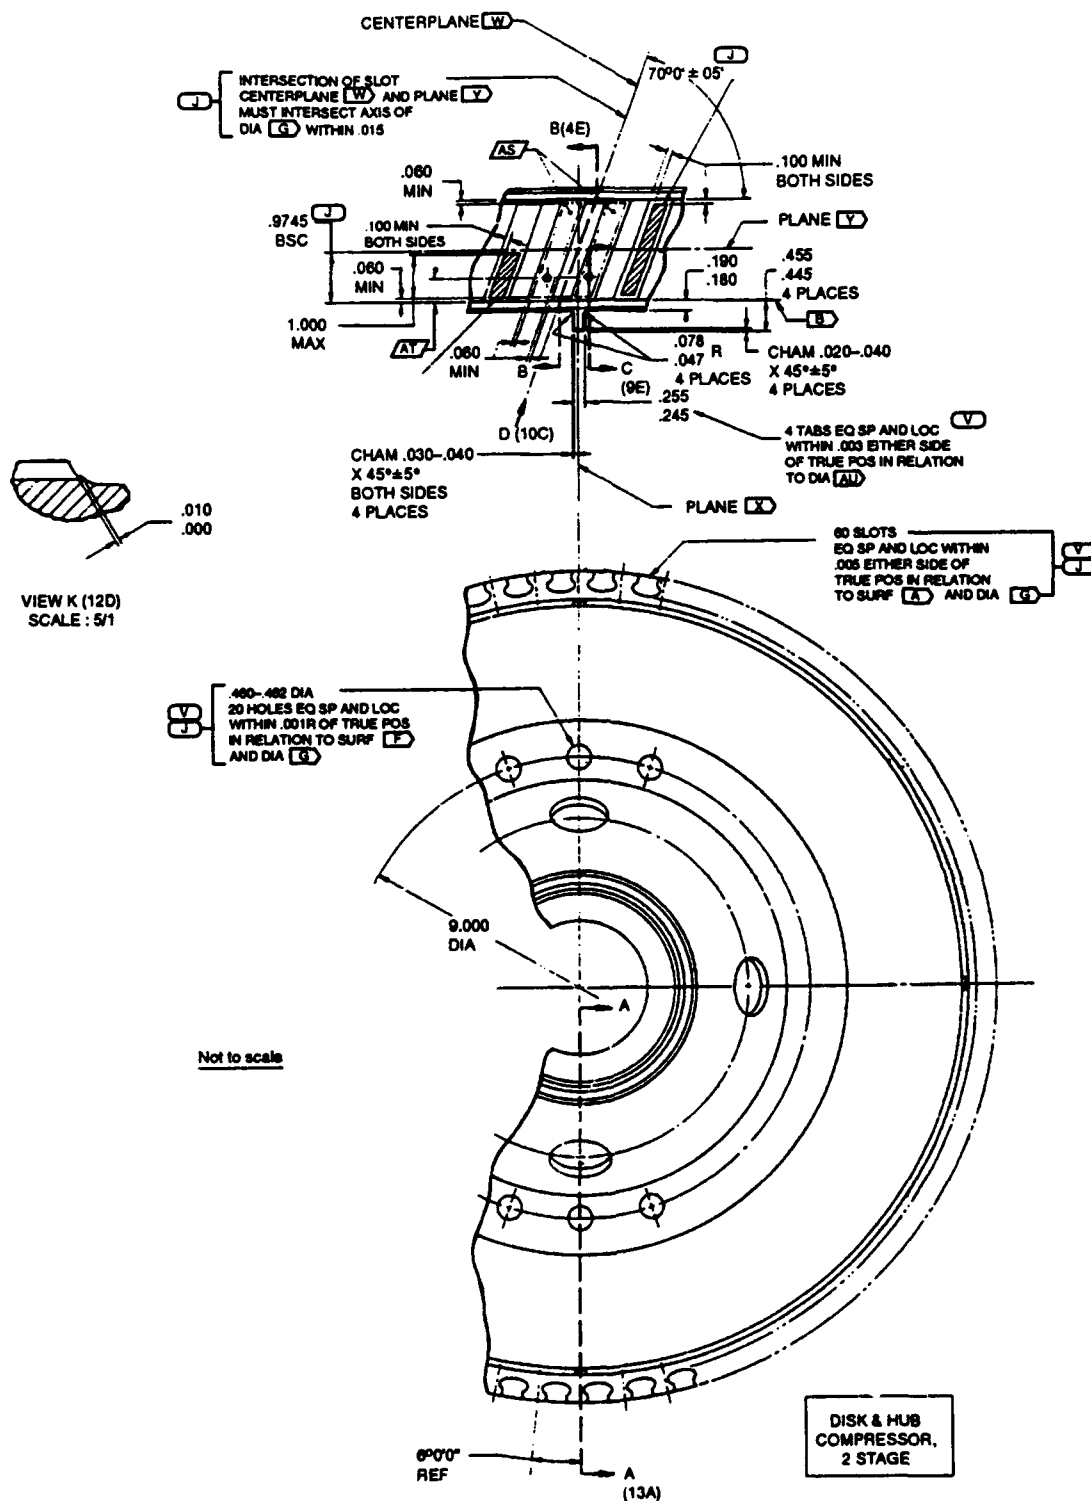 CENTERPLANE W
J
70°0' ± 05'
INTERSECTION OF SLOT
CENTERPLANE W AND PLANE Y
MUST INTERSECT AXIS OF
DIA G WITHIN .015
J
B(4E)
AS
.060
MIN
.100 MIN
BOTH SIDES
J
.9745
BSC
.100 MIN
BOTH SIDES
PLANE Y
.060
MIN
.190
.180
.455
.445
4 PLACES
B
1.000
MAX
AT
.060
MIN
B
C
(9E)
.078
.047 R
4 PLACES
CHAM .020-.040
X 45°±5°
4 PLACES
.255
.245
D (10C)
4 TABS EQ SP AND LOC V
WITHIN .003 EITHER SIDE
OF TRUE POS IN RELATION
TO DIA AU
CHAM .030-.040
X 45°±5°
BOTH SIDES
4 PLACES
PLANE X
.010
.000
VIEW K (12D)
SCALE : 5/1
60 SLOTS
EQ SP AND LOC WITHIN
.005 EITHER SIDE OF
TRUE POS IN RELATION
TO SURF A AND DIA G
V
J
.460-.462 DIA
20 HOLES EQ SP AND LOC
WITHIN .001R OF TRUE POS
IN RELATION TO SURF F
AND DIA G
V
J
9.000
DIA
A
Not to scale
6°0'0"
REF
A
(13A)
DISK & HUB
COMPRESSOR,
2 STAGE